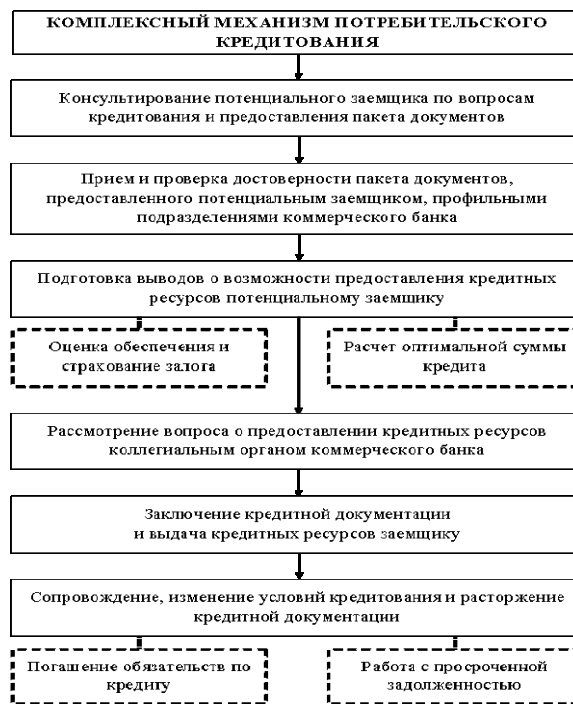 КОМПЛЕКСНЫЙ МЕХАНИЗМ ПОТРЕБИТЕЛЬСКОГО
КРЕДИТОВАНИЯ
Консультирование потенциального заемщика по вопросам
кредитования и предоставления пакета документов
Прием и проверка достоверности пакета документов,
предоставленного потенциальным заемщиком, профильными
подразделениями коммерческого банка
Подготовка выводов о возможности предоставления кредитных
ресурсов потенциальному заемщику
Оценка обеспечения и
страхование залога
Расчет оптимальной суммы
кредита
Рассмотрение вопроса о предоставлении кредитных ресурсов
коллегиальным органом коммерческого банка
Заключение кредитной документации
и выдача кредитных ресурсов заемщику
Сопровождение, изменение условий кредитования и расторжение
кредитной документации
Погашение обязательств по
кредиту
Работа с просроченной
задолженностью